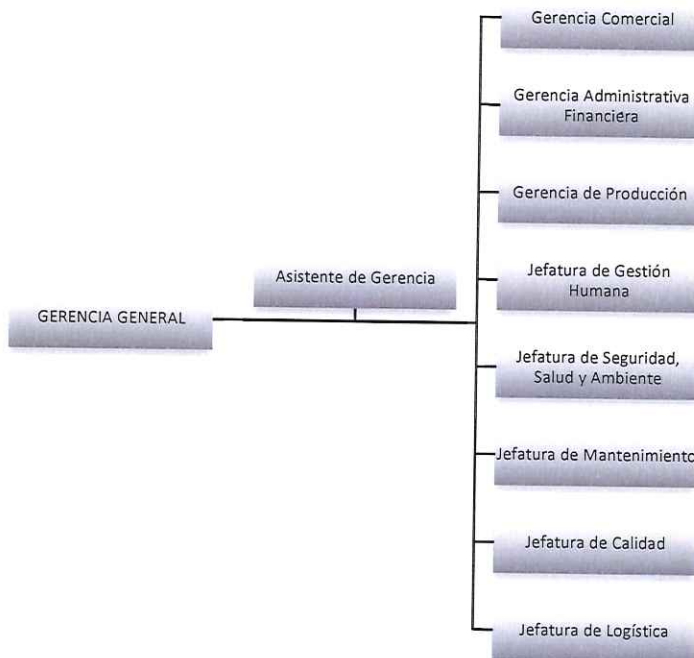 Gerencia Comercial
Gerencia Administrativa
Financiera
Gerencia de Producción
Asistente de Gerencia
Jefatura de Gestión
Humana
GERENCIA GENERAL
Jefatura de Seguridad,
Salud y Ambiente
Jefatura de Mantenimiento
Jefatura de Calidad
Jefatura de Logística